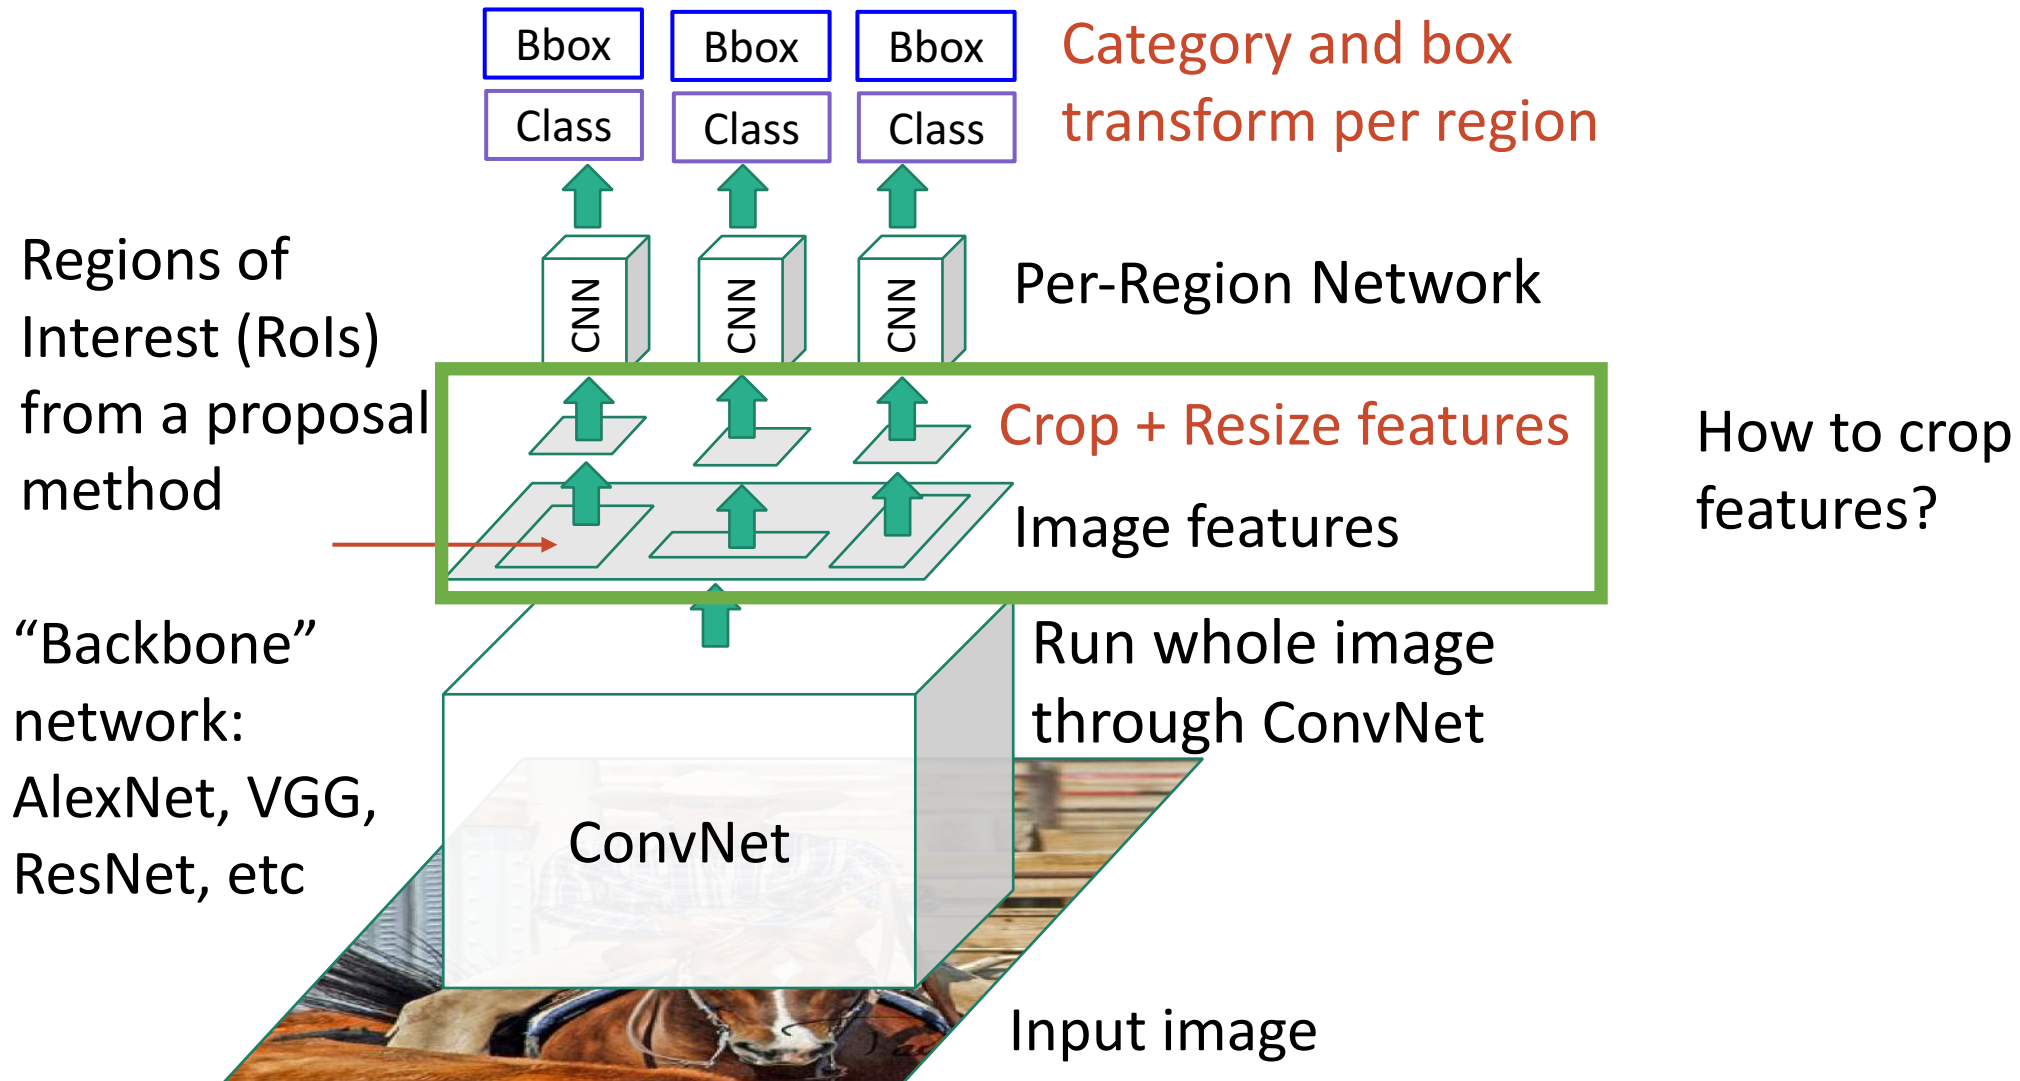 Bbox Bbox Bbox
Class Class Class
Category and box
transform per region
Regions of
Interest (RoIs)
from a proposal
method
CNN CNN CNN
Per-Region Network
Crop + Resize features
Image features
How to crop
features?
“Backbone”
network:
AlexNet, VGG,
ResNet, etc
Run whole image
through ConvNet
ConvNet
Input image